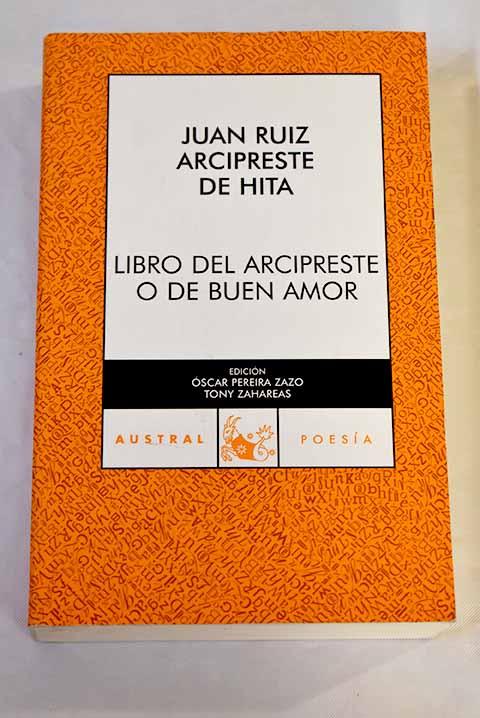 JUAN RUIZ
ARCIPRESTE
DE HITA
LIBRO DEL ARCIPRESTE
O DE BUEN AMOR
EDICIÓN
ÓSCAR PEREIRA ZAZO
TONY ZAHAREAS
AUSTRAL
POESÍA